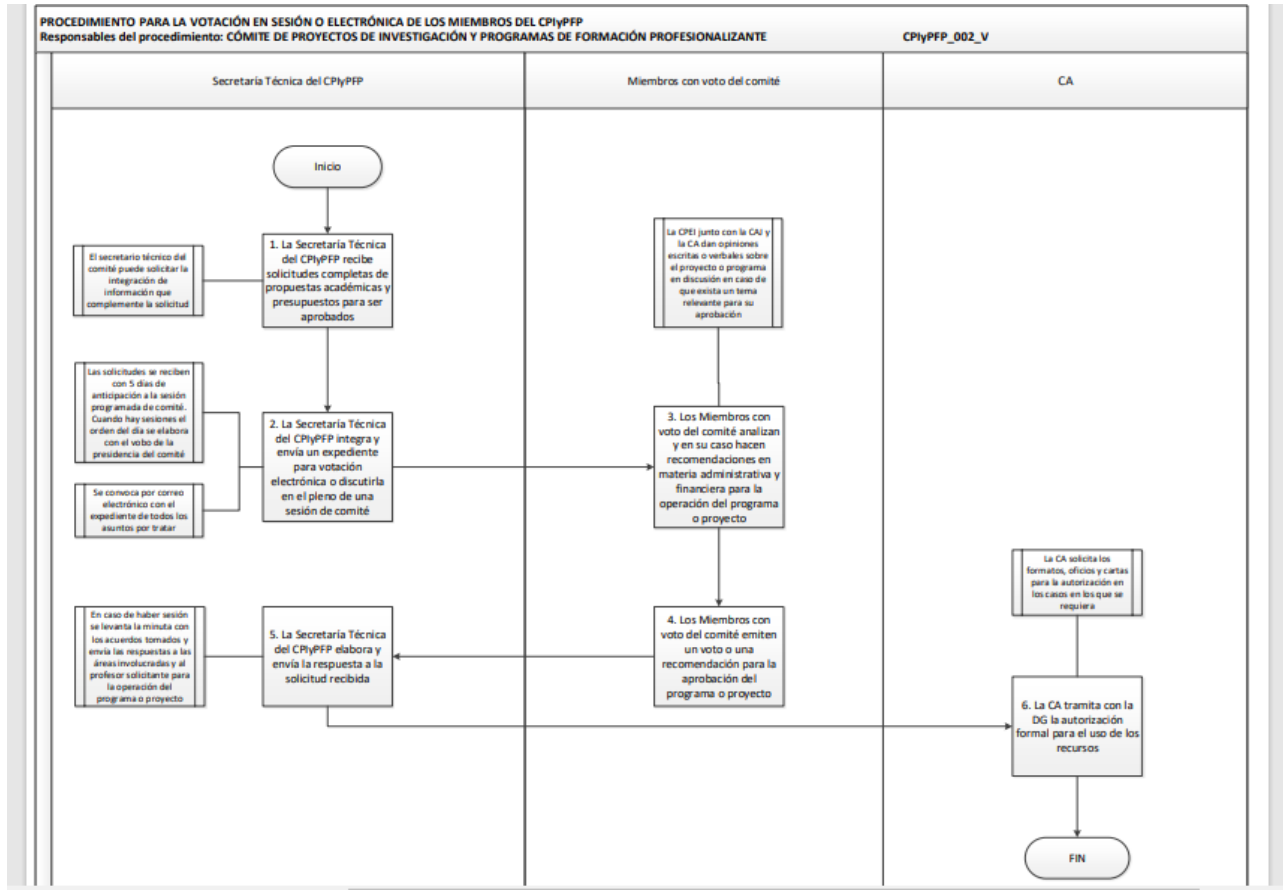 PROCEDIMIENTO PARA LA VOTACIÓN EN SESIÓN O ELECTRÓNICA DE LOS MIEMBROS DEL CPIyPFP
Responsables del procedimiento: CÓMITE DE PROYECTOS DE INVESTIGACIÓN Y PROGRAMAS DE FORMACIÓN PROFESIONALIZANTE CPIyPFP_002_V
Secretaría Técnica del CPIyPFP
Miembros con voto del comité
CA
Inicio
El secretario técnico del
comité puede solicitar la
integración de
información que
complemente la solicitud
1. La Secretaría Técnica
del CPIyPFP recibe
solicitudes completas de
propuestas académicas y
presupuestos para ser
aprobados
La CPEI junto con la CAJ y
la CA dan opiniones
escritas o verbales sobre
el proyecto o programa
en discusión en caso de
que exista un tema
relevante para su
aprobación
Las solicitudes se reciben
con 5 días de
anticipación a la sesión
programada de comité.
Cuando hay sesiones el
orden del día se elabora
con el vobo de la
presidencia del comité
Se convoca por correo
electrónico con el
expediente de todos los
asuntos por tratar
2. La Secretaría Técnica
del CPIyPFP integra y
envía un expediente
para votación
electrónica o discutirla
en el pleno de una
sesión de comité
3. Los Miembros con
voto del comité analizan
y en su caso hacen
recomendaciones en
materia administrativa y
financiera para la
operación del programa
o proyecto
La CA solicita los
formatos, oficios y cartas
para la autorización en
los casos en los que se
requiera
En caso de haber sesión
se levanta la minuta con
los acuerdos tomados y
envía las respuestas a las
áreas involucradas y al
profesor solicitante para
la operación del
programa o proyecto
5. La Secretaría Técnica
del CPIyPFP elabora y
envía la respuesta a la
solicitud recibida
4. Los Miembros con
voto del comité emiten
un voto o una
recomendación para la
aprobación del
programa o proyecto
6. La CA tramita con la
DG la autorización
formal para el uso de los
recursos
FIN